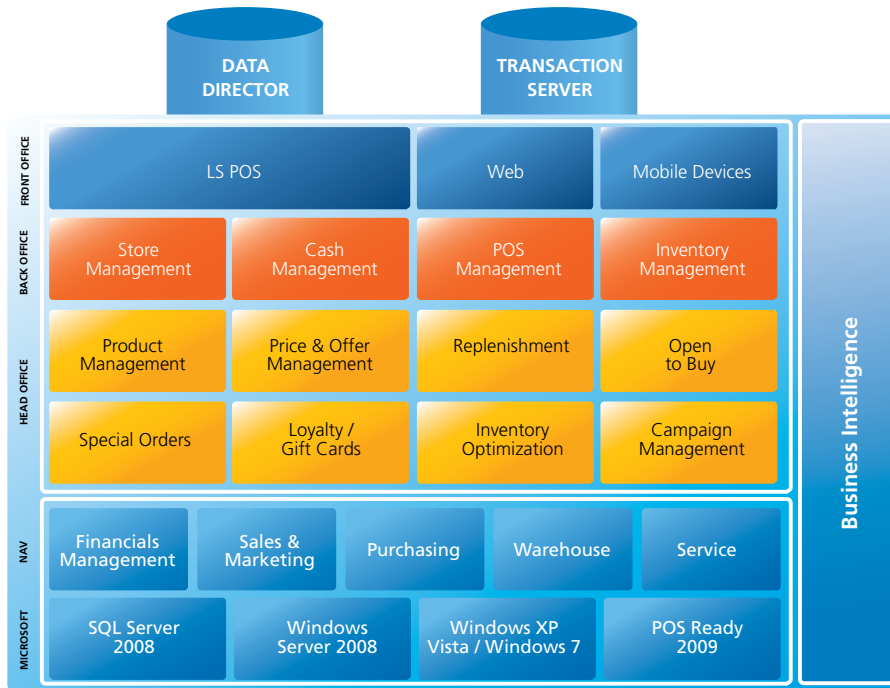 DATA
DIRECTOR
TRANSACTION
SERVER
FRONT OFFICE
LS POS
Web
Mobile Devices
BACK OFFICE
Store
Management
Cash
Management
POS
Management
Inventory
Management
HEAD OFFICE
Product
Management
Price & Offer
Management
Replenishment
Open
to Buy
Special Orders
Loyalty /
Gift Cards
Inventory
Optimization
Campaign
Management
NAV
Financials
Management
Sales &
Marketing
Purchasing
Warehouse
Service
MICROSOFT
SQL Server
2008
Windows
Server 2008
Windows XP
Vista / Windows 7
POS Ready
2009
Business Intelligence